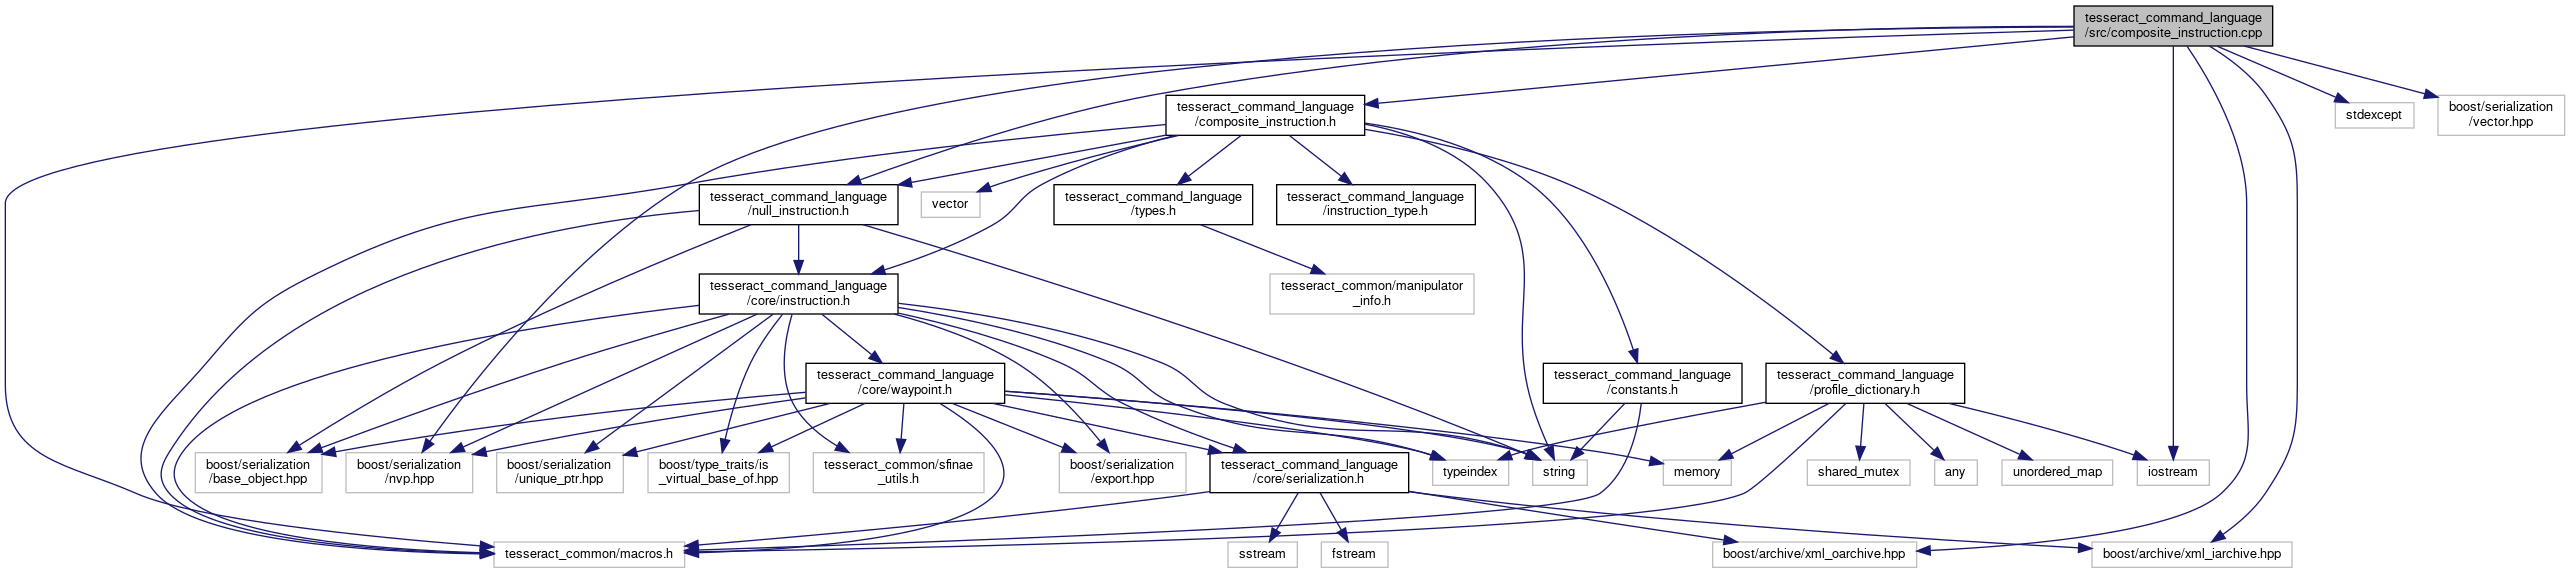 tesseract_command_language
/src/composite_instruction.cpp
tesseract_command_language
/composite_instruction.h
stdexcept
boost/serialization
/vector.hpp
tesseract_command_language
/null_instruction.h
vector
tesseract_command_language
/types.h
tesseract_command_language
/instruction_type.h
tesseract_command_language
/core/instruction.h
tesseract_common/manipulator
_info.h
tesseract_command_language
/core/waypoint.h
tesseract_command_language
/constants.h
tesseract_command_language
/profile_dictionary.h
boost/serialization
/base_object.hpp
boost/serialization
/nvp.hpp
boost/serialization
/unique_ptr.hpp
boost/type_traits/is
_virtual_base_of.hpp
tesseract_common/sfinae
_utils.h
boost/serialization
/export.hpp
tesseract_command_language
/core/serialization.h
typeindex
string
memory
shared_mutex
any
unordered_map
iostream
tesseract_common/macros.h
sstream
fstream
boost/archive/xml_oarchive.hpp
boost/archive/xml_iarchive.hpp